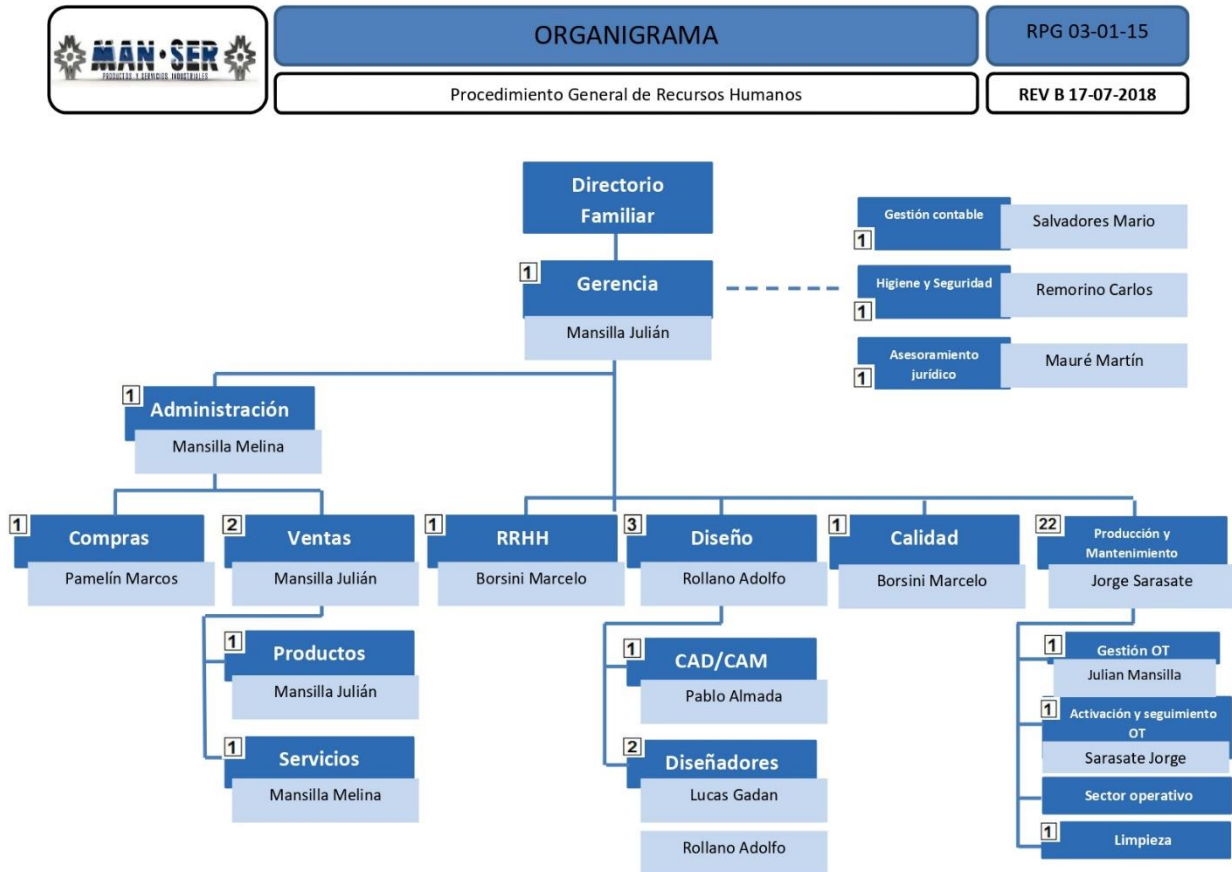 MAN·SER
PRODUCTOS Y SERVICIOS INDUSTRIALES
ORGANIGRAMA
RPG 03-01-15
Procedimiento General de Recursos Humanos
REV B 17-07-2018
Directorio
Familiar
1
Gerencia
Mansilla Julián
Gestión contable
1
Salvadores Mario
Higiene y Seguridad
1
Remorino Carlos
Asesoramiento
jurídico
1
Mauré Martín
1
Administración
Mansilla Melina
1
Compras
Pamelín Marcos
2
Ventas
Mansilla Julián
1
RRHH
Borsini Marcelo
3
Diseño
Rollano Adolfo
1
Calidad
Borsini Marcelo
22
Producción y
Mantenimiento
Jorge Sarasate
1
Productos
Mansilla Julián
1
Servicios
Mansilla Melina
1
CAD/CAM
Pablo Almada
2
Diseñadores
Lucas Gadan
Rollano Adolfo
1
Gestión OT
Julian Mansilla
1
Activación y seguimiento
OT
Sarasate Jorge
Sector operativo
1
Limpieza